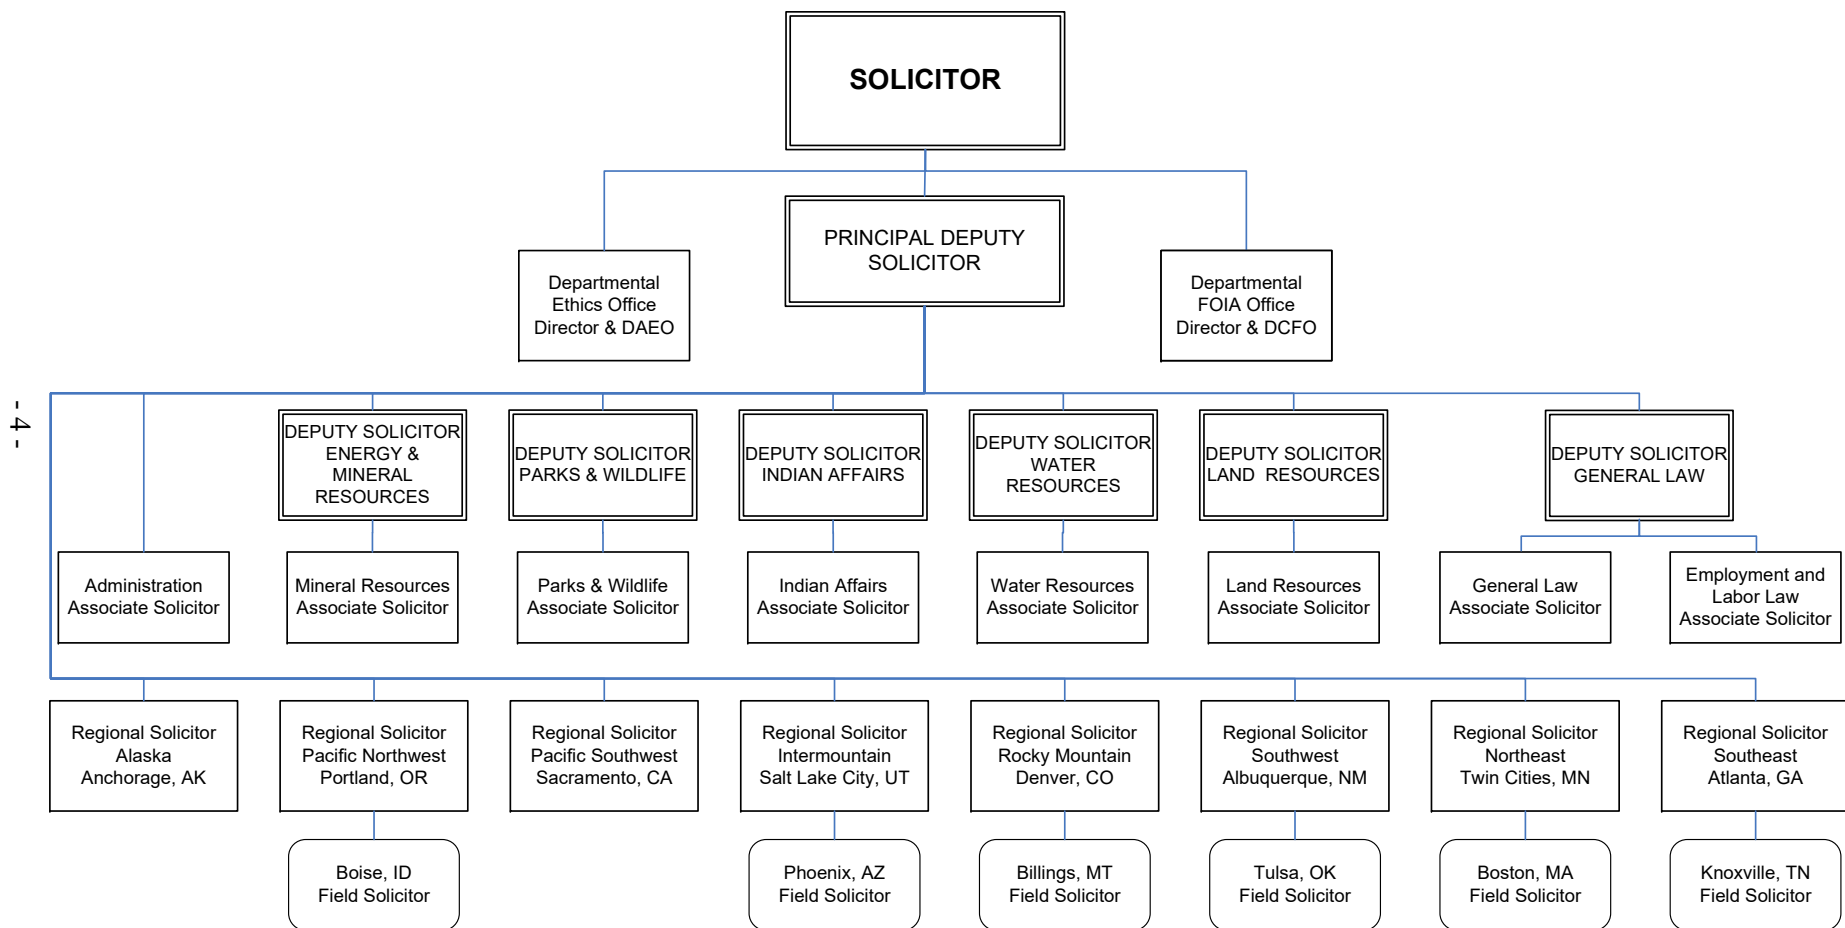 SOLICITOR
PRINCIPAL DEPUTY
SOLICITOR
Departmental
Ethics Office
Director & DAEO
Departmental
FOIA Office
Director & DCFO
- 4 -
DEPUTY SOLICITOR
ENERGY &
MINERAL
RESOURCES
DEPUTY SOLICITOR
PARKS & WILDLIFE
DEPUTY SOLICITOR
INDIAN AFFAIRS
DEPUTY SOLICITOR
WATER
RESOURCES
DEPUTY SOLICITOR
LAND RESOURCES
DEPUTY SOLICITOR
GENERAL LAW
Administration
Associate Solicitor
Mineral Resources
Associate Solicitor
Parks & Wildlife
Associate Solicitor
Indian Affairs
Associate Solicitor
Water Resources
Associate Solicitor
Land Resources
Associate Solicitor
General Law
Associate Solicitor
Employment and
Labor Law
Associate Solicitor
Regional Solicitor
Alaska
Anchorage, AK
Regional Solicitor
Pacific Northwest
Portland, OR
Regional Solicitor
Pacific Southwest
Sacramento, CA
Regional Solicitor
Intermountain
Salt Lake City, UT
Regional Solicitor
Rocky Mountain
Denver, CO
Regional Solicitor
Southwest
Albuquerque, NM
Regional Solicitor
Northeast
Twin Cities, MN
Regional Solicitor
Southeast
Atlanta, GA
Boise, ID
Field Solicitor
Phoenix, AZ
Field Solicitor
Billings, MT
Field Solicitor
Tulsa, OK
Field Solicitor
Boston, MA
Field Solicitor
Knoxville, TN
Field Solicitor